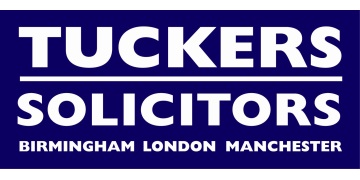 TUCKERS
SOLICITORS
BIRMINGHAM LONDON MANCHESTER